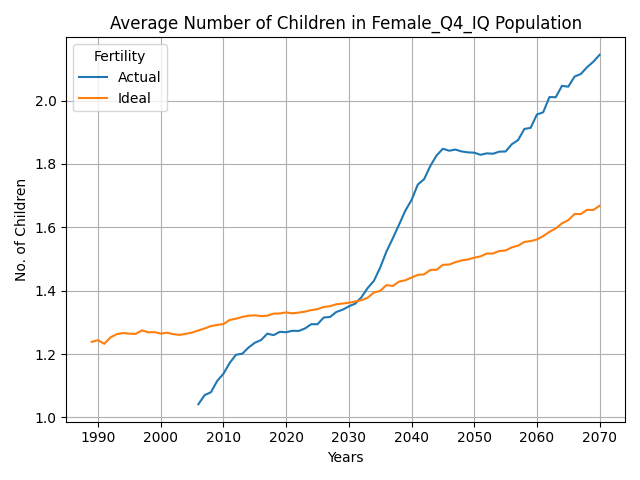 Average Number of Children in Female_Q4_IQ Population
Fertility
Actual
Ideal
No. of Children
2.0
1.8
1.6
1.4
1.2
1.0
1990 2000 2010 2020 2030 2040 2050 2060 2070
Years